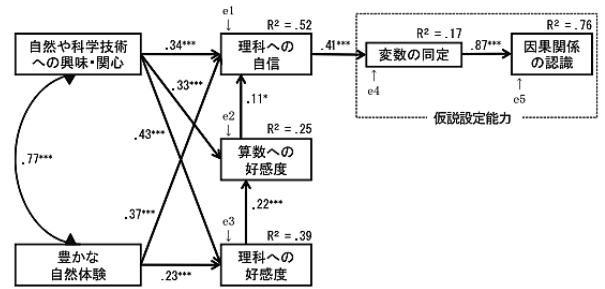 e1
R² = .52
R² = .17
R² = .76
自然や科学技術
への興味・関心
.34***
理科への
自信
.41***
変数の同定
.87***
因果関係
の認識
e4
e5
仮説設定能力
.33***
.11*
e2
R² = .25
.43***
算数への
好感度
.77***
.37***
.22***
e3
R² = .39
豊かな
自然体験
.23***
理科への
好感度